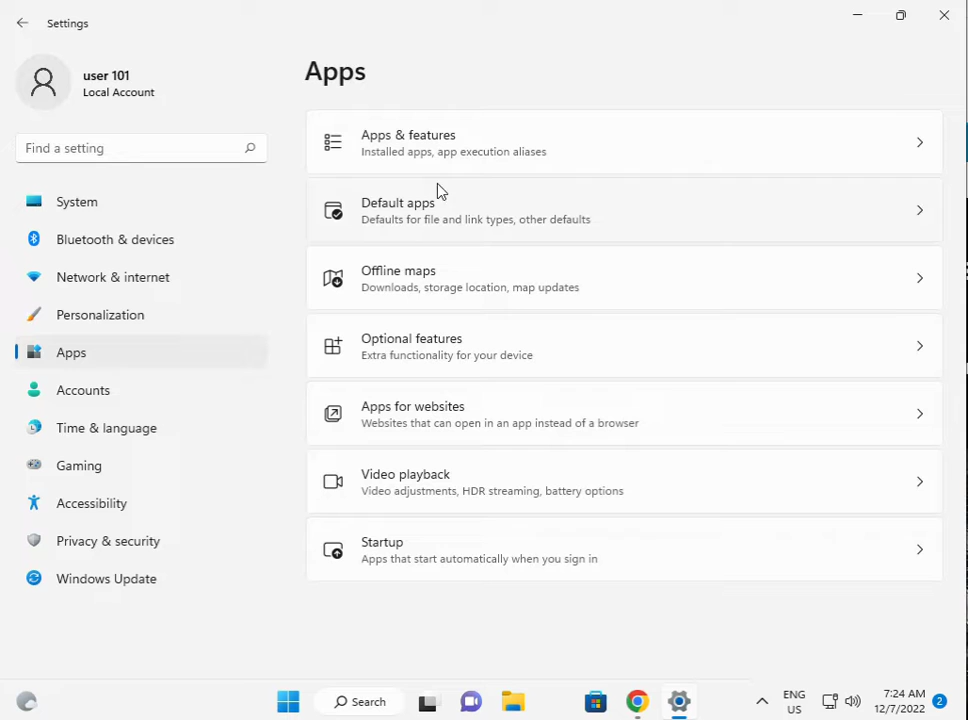 Settings
user 101
Local Account
Find a setting
System
Bluetooth & devices
Network & internet
Personalization
Apps
Accounts
Time & language
Gaming
Accessibility
Privacy & security
Windows Update
Apps
Apps & features
Installed apps, app execution aliases
Default apps
Defaults for file and link types, other defaults
Offline maps
Downloads, storage location, map updates
Optional features
Extra functionality for your device
Apps for websites
Websites that can open in an app instead of a browser
Video playback
Video adjustments, HDR streaming, battery options
Startup
Apps that start automatically when you sign in
Search
ENG
US
7:24 AM
12/7/2022
2